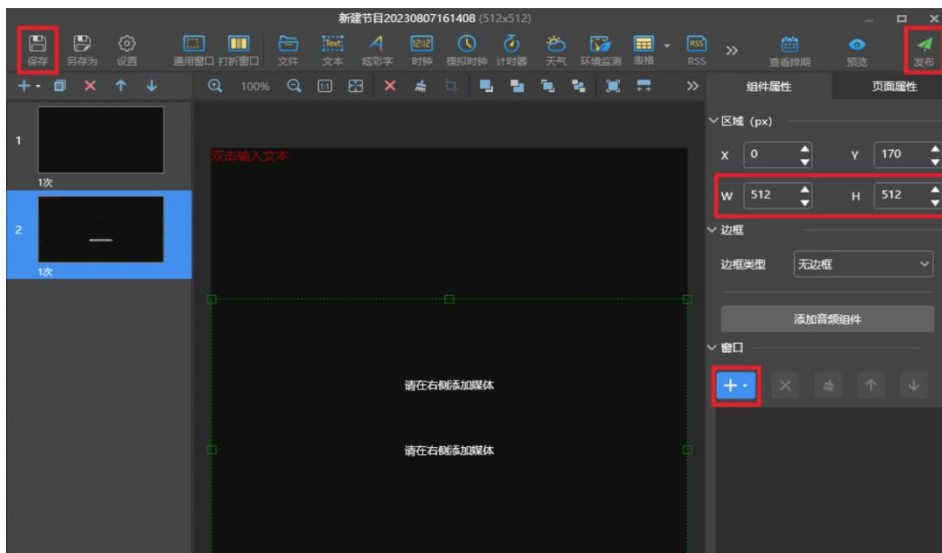 新建节目20230807161408 (512x512)
保存 另存为 设置 通用窗口 打折窗口 文件 Text 文本 炫彩字 12:12 时钟 模拟时钟 计时器 天气 环境监测 表格 RSS RSS 查看排期 预览 发布
100% 1:1 组件属性 页面属性
区域 (px)
1
双击输入文本
X 0 Y 170
1次
W 512 H 512
2
边框
1次
边框类型 无边框
添加音频组件
窗口
请在右侧添加媒体
请在右侧添加媒体